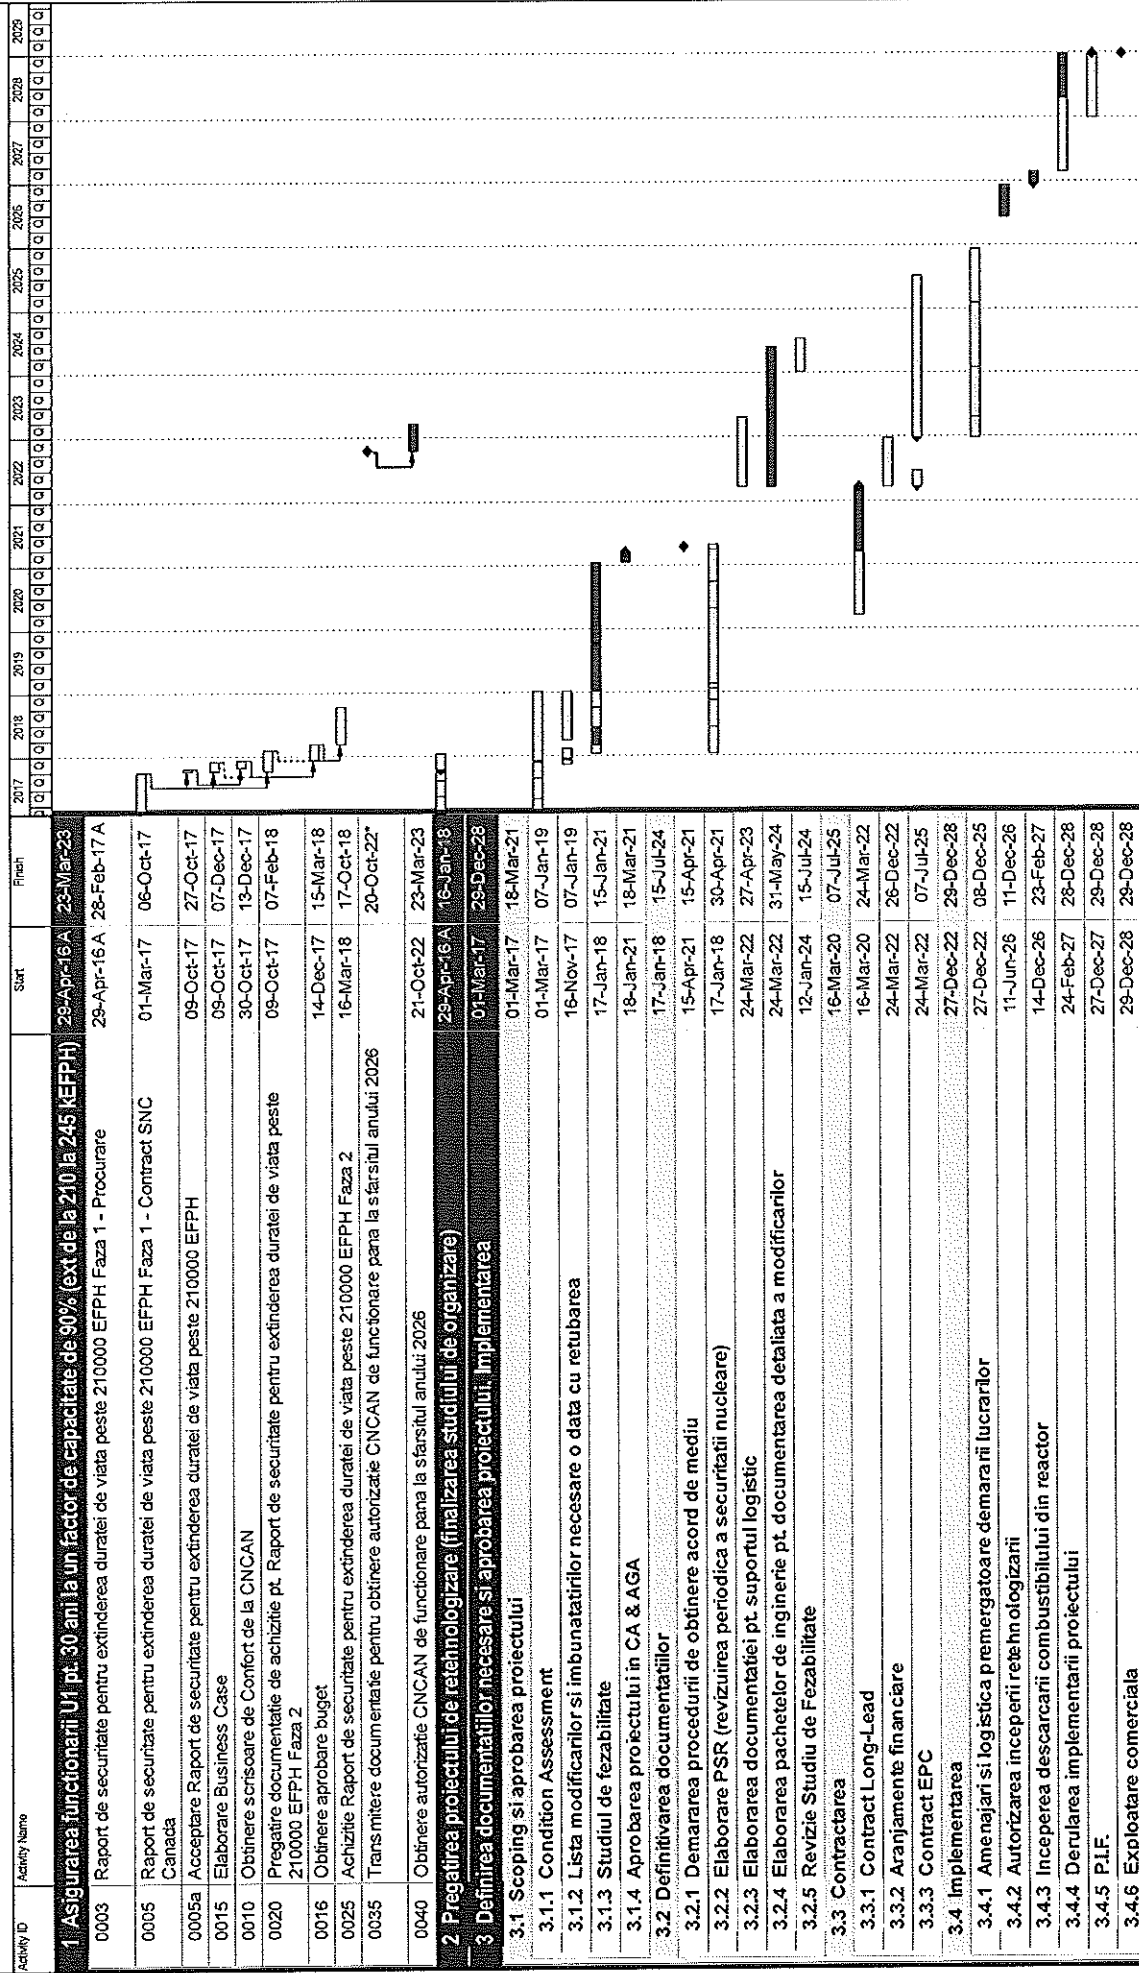 Activity ID Activity Name Start Finish 2017 2018 2019 2020 2021 2022 2023 2024 2025 2026 2027 2028 2029
Q Q Q Q Q Q Q Q Q Q Q Q Q Q Q Q Q Q Q Q Q Q Q Q Q Q Q Q Q Q Q Q Q Q Q Q Q Q Q Q Q Q Q Q Q Q Q Q Q Q
1 Asigurarea functionarii U1 pt. 30 ani la un factor de capacitate de 90% (ext de la 210 la 245 kEFPH) 29-Apr-16 A 23-Mar-23
0003 Raport de securitate pentru extinderea duratei de viata peste 210000 EFPH Faza 1 - Procurare 29-Apr-16 A 28-Feb-17 A
0005 Raport de securitate pentru extinderea duratei de viata peste 210000 EFPH Faza 1 - Contract SNC 01-Mar-17 06-Oct-17
Canada
0005a Acceptare Raport de securitate pentru extinderea duratei de viata peste 210000 EFPH 09-Oct-17 27-Oct-17
0015 Elaborare Business Case 09-Oct-17 07-Dec-17
0010 Obtinere scrisoare de Confort de la CNCAN 30-Oct-17 13-Dec-17
0020 Pregatire documentatie de achizitie pt. Raport de securitate pentru extinderea duratei de viata peste 09-Oct-17 07-Feb-18
210000 EFPH Faza 2
0016 Obtinere aprobare buget 14-Dec-17 15-Mar-18
0025 Achizitie Raport de securitate pentru extinderea duratei de viata peste 210000 EFPH Faza 2 16-Mar-18 17-Oct-18
0035 Transmitere documentatie pentru obtinere autorizatie CNCAN de functionare pana la sfarsitul anului 2026 20-Oct-22*
0040 Obtinere autorizatie CNCAN de functionare pana la sfarsitul anului 2026 21-Oct-22 23-Mar-23
2 Pregatirea proiectului de retehnologizare (finalizarea studiului de organizare) 29-Apr-16 A 16-Jan-18
3 Definirea documentatiilor necesare si aprobarea proiectului. Implementarea 01-Mar-17 29-Dec-28
3.1 Scoping si aprobarea proiectului 01-Mar-17 18-Mar-21
3.1.1 Condition Assessment 01-Mar-17 07-Jan-19
3.1.2 Lista modificarilor si imbunatatirilor necesare o data cu retubarea 16-Nov-17 07-Jan-19
3.1.3 Studiul de fezabilitate 17-Jan-18 15-Jan-21
3.1.4 Aprobarea proiectului in CA & AGA 18-Jan-21 18-Mar-21
3.2 Definitivarea documentatiilor 17-Jan-18 15-Jul-24
3.2.1 Demararea procedurii de obtinere acord de mediu 15-Apr-21 15-Apr-21
3.2.2 Elaborare PSR (revizuirea periodica a securitatii nucleare) 17-Jan-18 30-Apr-21
3.2.3 Elaborarea documentatiei pt. suportul logistic 24-Mar-22 27-Apr-23
3.2.4 Elaborarea pachetelor de inginerie pt. documentarea detaliata a modificarilor 24-Mar-22 31-May-24
3.2.5 Revizie Studiu de Fezabilitate 12-Jan-24 15-Jul-24
3.3 Contractarea 16-Mar-20 07-Jul-25
3.3.1 Contract Long-Lead 16-Mar-20 24-Mar-22
3.3.2 Aranjamente financiare 24-Mar-22 26-Dec-22
3.3.3 Contract EPC 24-Mar-22 07-Jul-25
3.4 Implementarea 27-Dec-22 29-Dec-28
3.4.1 Amenajari si logistica premergatoare demararii lucrarilor 27-Dec-22 08-Dec-25
3.4.2 Autorizarea inceperii retehnologizarii 11-Jun-26 11-Dec-26
3.4.3 Inceperea descarcarii combustibilului din reactor 14-Dec-26 23-Feb-27
3.4.4 Derularea implementarii proiectului 24-Feb-27 28-Dec-28
3.4.5 P.I.F. 27-Dec-27 29-Dec-28
3.4.6 Exploatare comerciala 29-Dec-28 29-Dec-28